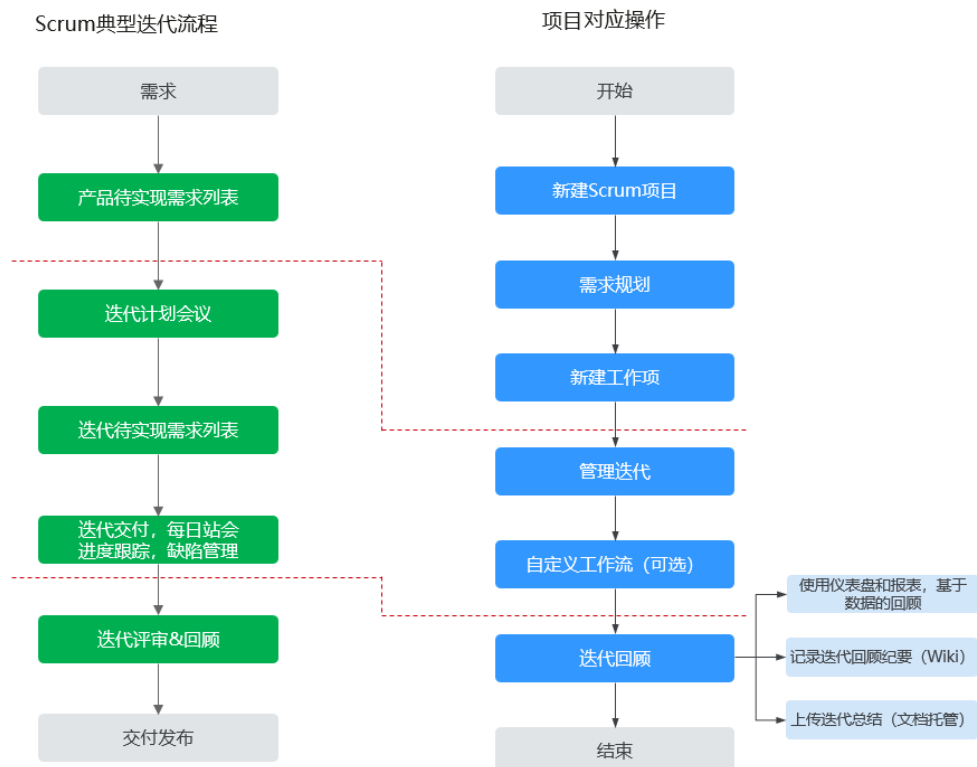 Scrum典型迭代流程
需求
产品待实现需求列表
迭代计划会议
迭代待实现需求列表
迭代交付，每日站会
进度跟踪，缺陷管理
迭代评审&回顾
交付发布
项目对应操作
开始
新建Scrum项目
需求规划
新建工作项
管理迭代
自定义工作流（可选）
迭代回顾
结束
使用仪表盘和报表，基于
数据的回顾
记录迭代回顾纪要（Wiki）
上传迭代总结（文档托管）